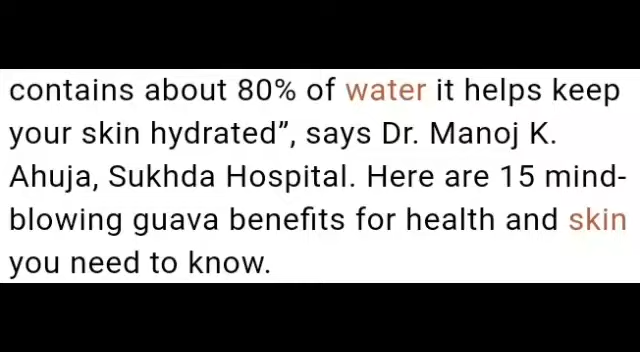 contains about 80% of water it helps keep
your skin hydrated”, says Dr. Manoj K.
Ahuja, Sukhda Hospital. Here are 15 mind-
blowing guava benefits for health and skin
you need to know.